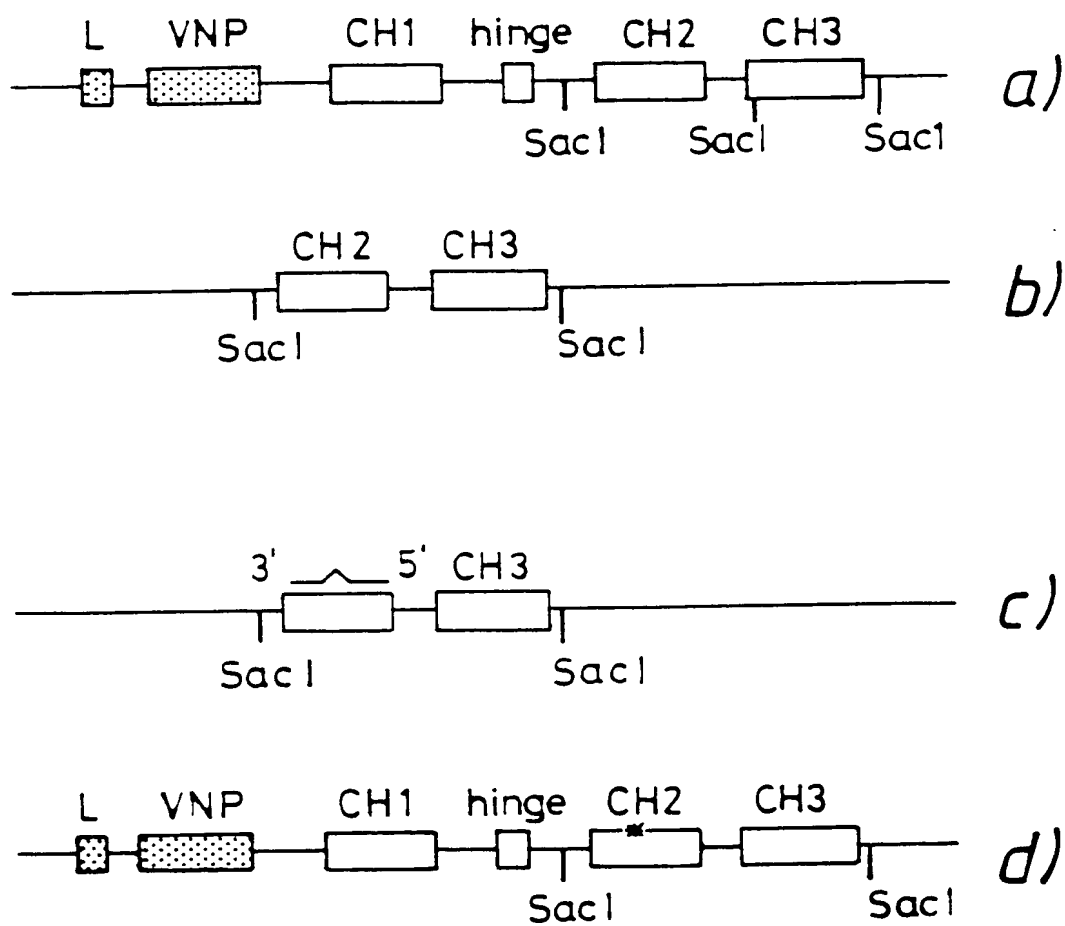 L VNP CH1 hinge CH2 CH3
a)
SacI SacI Sac1
CH2 CH3
b)
SacI SacI
3' 5' CH3
c)
SacI SacI
L VNP CH1 hinge CH2 CH3
d)
SacI SacI